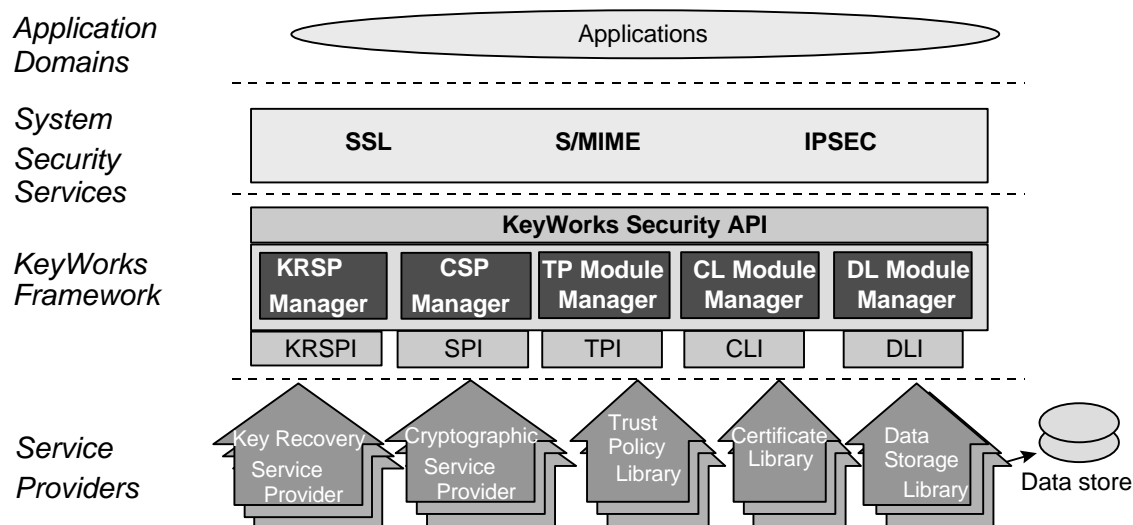 Application
Domains
Applications
System
Security
Services
SSL
S/MIME
IPSEC
KeyWorks
Framework
KeyWorks Security API
KRSP
Manager
CSP
Manager
TP Module
Manager
CL Module
Manager
DL Module
Manager
KRSPI
SPI
TPI
CLI
DLI
Service
Providers
Key Recovery
Service
Provider
Cryptographic
Service
Provider
Trust
Policy
Library
Certificate
Library
Data
Storage
Library
Data store